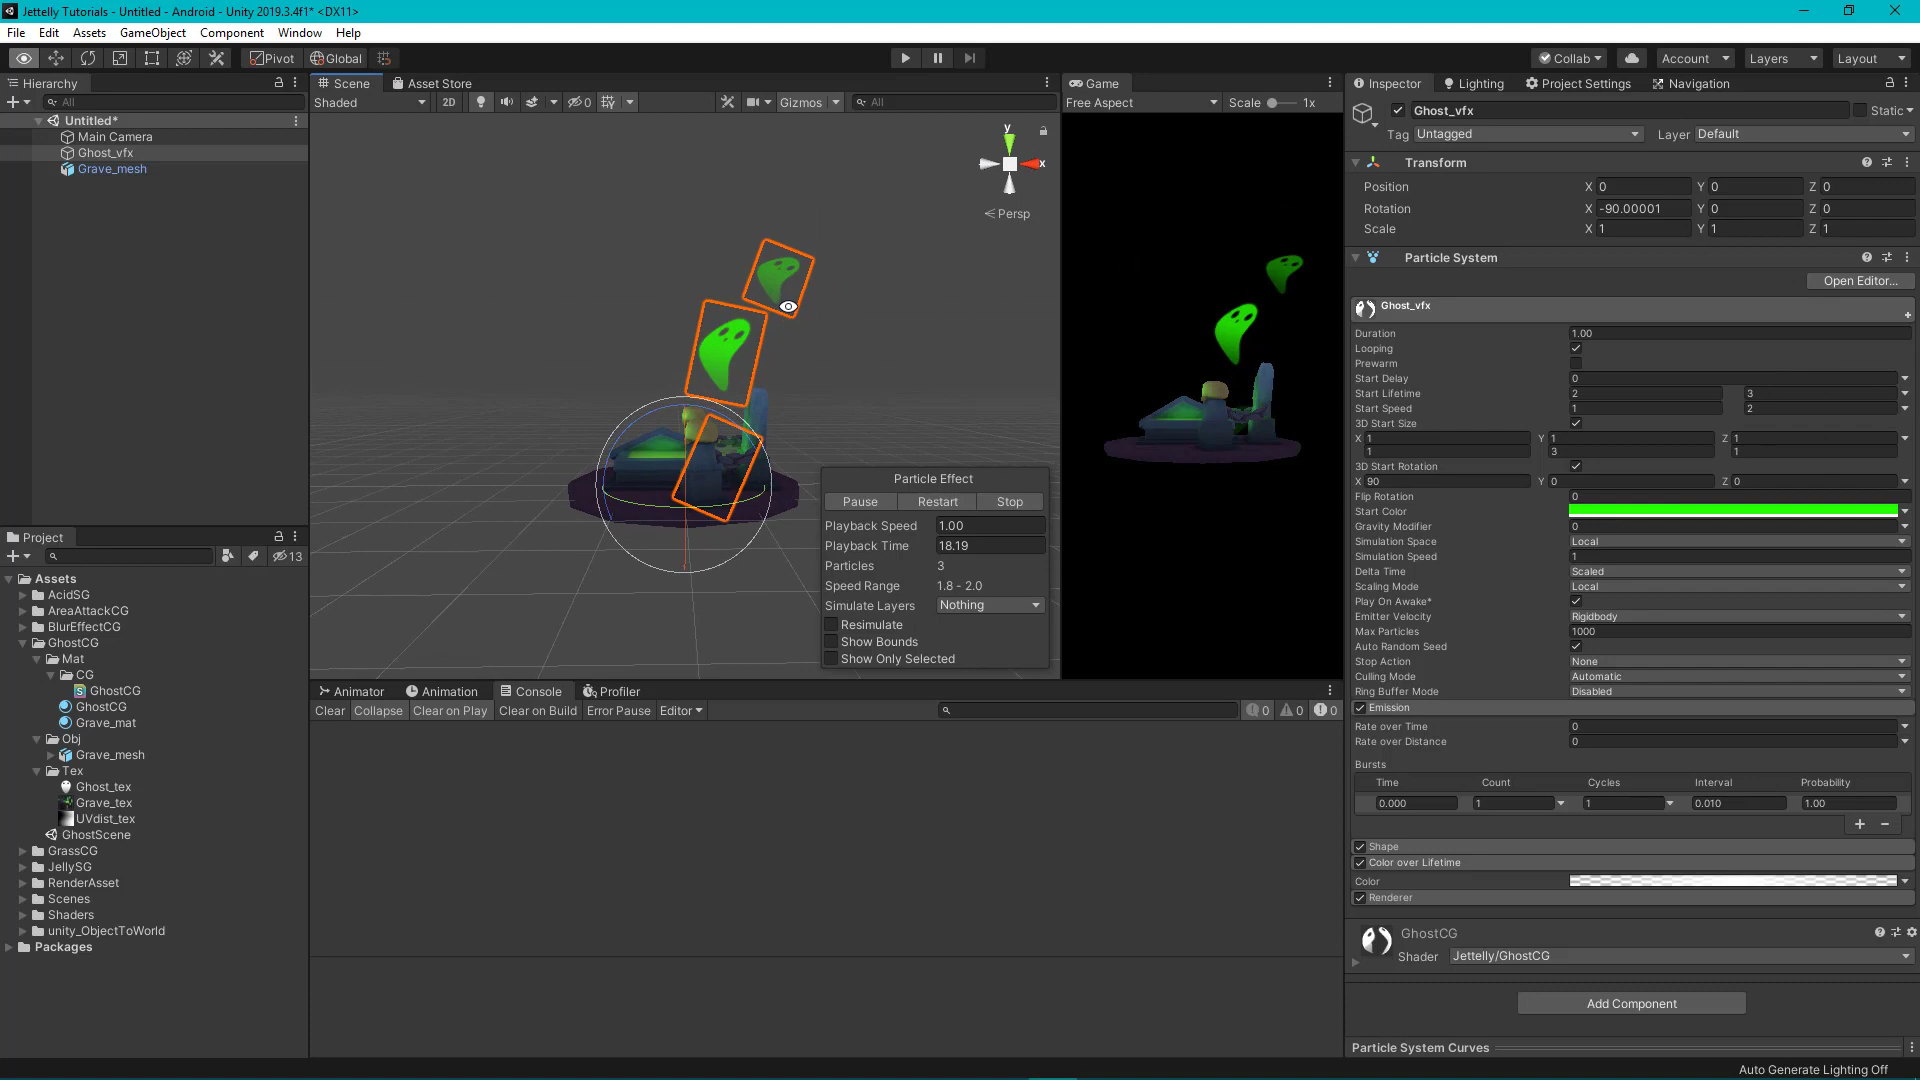 Jettelly Tutorials - Untitled - Android - Unity 2019.3.4f1* <DX11>
File Edit Assets GameObject Component Window Help
Pivot Global Collab Account Layers Layout
Hierarchy
All
Untitled*
Main Camera
Ghost_vfx
Grave_mesh
Scene Asset Store
Shaded 2D 0 Gizmos All
y
x
Persp
Particle Effect
Pause Restart Stop
Playback Speed 1.00
Playback Time 18.19
Particles 3
Speed Range 1.8 - 2.0
Simulate Layers Nothing
Resimulate
Show Bounds
Show Only Selected
Game
Free Aspect Scale 1x
Project
13
Assets
AcidSG
AreaAttackCG
BlurEffectCG
GhostCG
Mat
CG
GhostCG
GhostCG
Grave_mat
Obj
Grave_mesh
Tex
Ghost_tex
Grave_tex
UVdist_tex
GhostScene
GrassCG
JellySG
RenderAsset
Scenes
Shaders
unity_ObjectToWorld
Packages
Animator Animation Console Profiler
Clear Collapse Clear on Play Clear on Build Error Pause Editor 0 0 0
Inspector Lighting Project Settings Navigation
Ghost_vfx Static
Tag Untagged Layer Default
Transform
Position X 0 Y 0 Z 0
Rotation X -90.00001 Y 0 Z 0
Scale X 1 Y 1 Z 1
Particle System
Open Editor...
Ghost_vfx
Duration 1.00
Looping
Prewarm
Start Delay 0
Start Lifetime 2 3
Start Speed 1 2
3D Start Size
X 1 Y 1 Z 1
1 3 1
3D Start Rotation
X 90 Y 0 Z 0
Flip Rotation 0
Start Color
Gravity Modifier 0
Simulation Space Local
Simulation Speed 1
Delta Time Scaled
Scaling Mode Local
Play On Awake*
Emitter Velocity Rigidbody
Max Particles 1000
Auto Random Seed
Stop Action None
Culling Mode Automatic
Ring Buffer Mode Disabled
Emission
Rate over Time 0
Rate over Distance 0
Bursts
Time Count Cycles Interval Probability
0.000 1 1 0.010 1.00
Shape
Color over Lifetime
Color
Renderer
GhostCG
Shader Jettelly/GhostCG
Add Component
Particle System Curves
Auto Generate Lighting Off